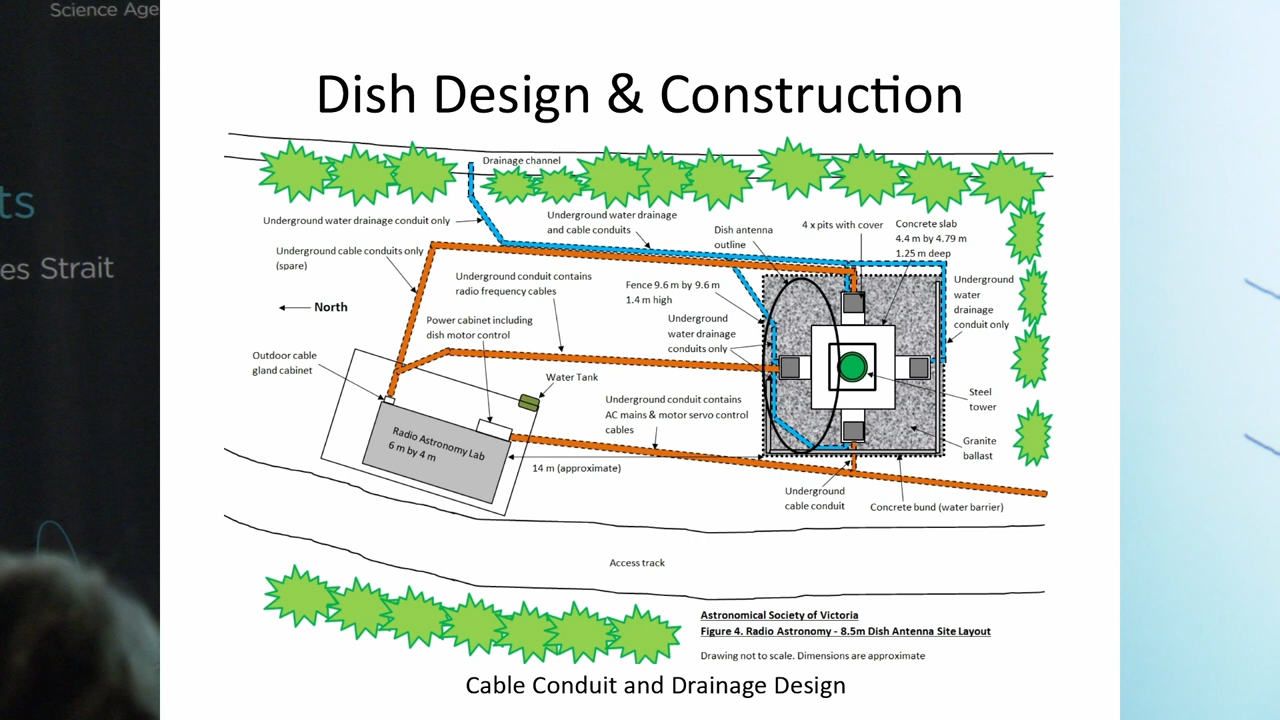 Science Age
ts
es Strait
Dish Design & Construction
Drainage channel
Underground water drainage conduit only
Underground water drainage
and cable conduits
Dish antenna
outline
4 x pits with cover
Concrete slab
4.4 m by 4.79 m
1.25 m deep
Underground cable conduits only
(spare)
Underground conduit contains
radio frequency cables
Fence 9.6 m by 9.6 m
1.4 m high
Underground
water
drainage
conduit only
North
Power cabinet including
dish motor control
Underground
water drainage
conduits only
Outdoor cable
gland cabinet
Water Tank
Underground conduit contains
AC mains & motor servo control
cables
Steel
tower
Radio Astronomy Lab
6 m by 4 m
Granite
ballast
14 m (approximate)
Underground
cable conduit
Concrete bund (water barrier)
Access track
Astronomical Society of Victoria
Figure 4. Radio Astronomy - 8.5m Dish Antenna Site Layout
Drawing not to scale. Dimensions are approximate
Cable Conduit and Drainage Design